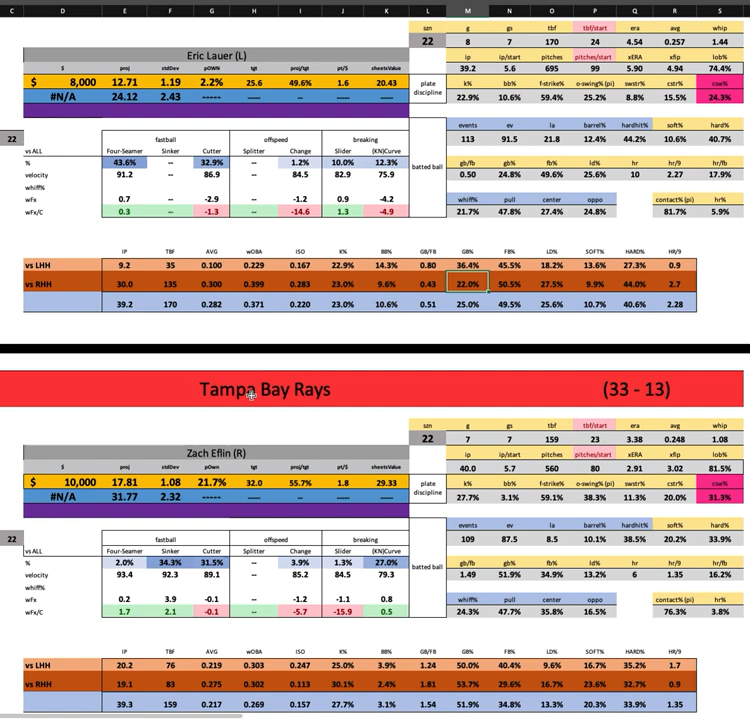 C D E F G H I J K L M N O P Q R S
szn g gs tbf tbf/start era avg whip
22 8 7 170 24 4.54 0.257 1.44
Eric Lauer (L) ip ip/start pitches pitches/start xERA xfip lob%
39.2 5.6 695 99 5.90 4.94 74.4%
$ proj stdDev pOWN tgt proj/tgt pt/$ sheetsValue
$ 8,000 12.71 1.19 2.2% 25.6 49.6% 1.6 20.43 plate discipline k% bb% f-strike% o-swing% (pi) swstr% cstr% csw%
#N/A 24.12 2.43 ----- -- ---- -- --- 22.9% 10.6% 59.4% 25.2% 8.8% 15.5% 24.3%
events ev la barrel% hardhit% soft% hard%
22 fastball offspeed breaking 113 91.5 21.8 12.4% 44.2% 10.6% 40.7%
vs ALL Four-Seamer Sinker Cutter Splitter Change Slider (KN)Curve batted ball
% 43.6% -- 32.9% -- 1.2% 10.0% 12.3% gb/fb gb% fb% ld% hr hr/9 hr/fb
velocity 91.2 -- 86.9 -- 84.5 82.9 75.9 0.50 24.8% 49.6% 25.6% 10 2.27 17.9%
whiff%
wFx 0.7 -- -2.9 -- -1.2 0.9 -4.2 whiff% pull center oppo contact% (pi) hr%
wFx/C 0.3 -- -1.3 -- -14.6 1.3 -4.9 21.7% 47.8% 27.4% 24.8% 81.7% 5.9%
IP TBF AVG wOBA ISO K% BB% GB/FB GB% FB% LD% SOFT% HARD% HR/9
vs LHH 9.2 35 0.100 0.229 0.167 22.9% 14.3% 0.80 36.4% 45.5% 18.2% 13.6% 27.3% 0.9
vs RHH 30.0 135 0.300 0.399 0.283 23.0% 9.6% 0.43 22.0% 50.5% 27.5% 9.9% 44.0% 2.7
39.2 170 0.282 0.371 0.220 23.0% 10.6% 0.51 25.0% 49.5% 25.6% 10.7% 40.6% 2.28
Tampa Bay Rays (33 - 13)
szn g gs tbf tbf/start era avg whip
22 7 7 159 23 3.38 0.248 1.08
Zach Eflin (R) ip ip/start pitches pitches/start xERA xfip lob%
40.0 5.7 560 80 2.91 3.02 81.5%
$ proj stdDev pOwn tgt proj/tgt pt/$ sheetsValue
$ 10,000 17.81 1.08 21.7% 32.0 55.7% 1.8 29.33 plate discipline k% bb% f-strike% o-swing% (pi) swstr% cstr% csw%
#N/A 31.77 2.32 ----- -- ---- -- --- 27.7% 3.1% 59.1% 38.3% 11.3% 20.0% 31.3%
events ev la barrel% hardhit% soft% hard%
22 fastball offspeed breaking 109 87.5 8.5 10.1% 38.5% 20.2% 33.9%
vs ALL Four-Seamer Sinker Cutter Splitter Change Slider (KN)Curve batted ball
% 2.0% 34.3% 31.5% -- 3.9% 1.3% 27.0% gb/fb gb% fb% ld% hr hr/9 hr/fb
velocity 93.4 92.3 89.1 -- 85.2 84.5 79.3 1.49 51.9% 34.9% 13.2% 6 1.35 16.2%
whiff%
wFx 0.2 3.9 -0.1 -- -1.2 -1.1 0.8 whiff% pull center oppo contact% (pi) hr%
wFx/C 1.7 2.1 -0.1 -- -5.7 -15.9 0.5 24.3% 47.7% 35.8% 16.5% 76.3% 3.8%
IP TBF AVG wOBA ISO K% BB% GB/FB GB% FB% LD% SOFT% HARD% HR/9
vs LHH 20.2 76 0.219 0.303 0.247 25.0% 3.9% 1.24 50.0% 40.4% 9.6% 16.7% 35.2% 1.7
vs RHH 19.1 83 0.275 0.302 0.113 30.1% 2.4% 1.81 53.7% 29.6% 16.7% 23.6% 32.7% 0.9
39.3 159 0.217 0.269 0.157 27.7% 3.1% 1.54 51.9% 34.8% 13.3% 20.3% 33.9% 1.35